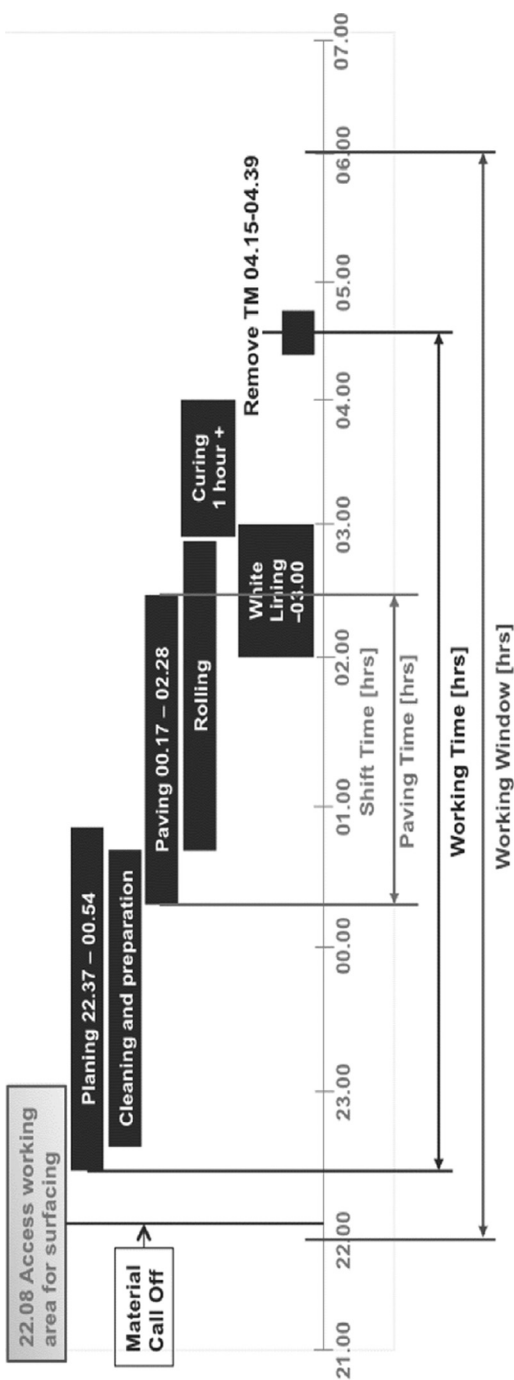 22.08 Access working
area for surfacing
Material
Call Off
Planing 22.37 – 00.54
Cleaning and preparation
Paving 00.17 – 02.28
Rolling
Curing
1 hour +
White
Lining
–03.00
Remove TM 04.15-04.39
21.00
22.00
23.00
00.00
01.00
02.00
03.00
04.00
05.00
06.00
07.00
Shift Time [hrs]
Paving Time [hrs]
Working Time [hrs]
Working Window [hrs]